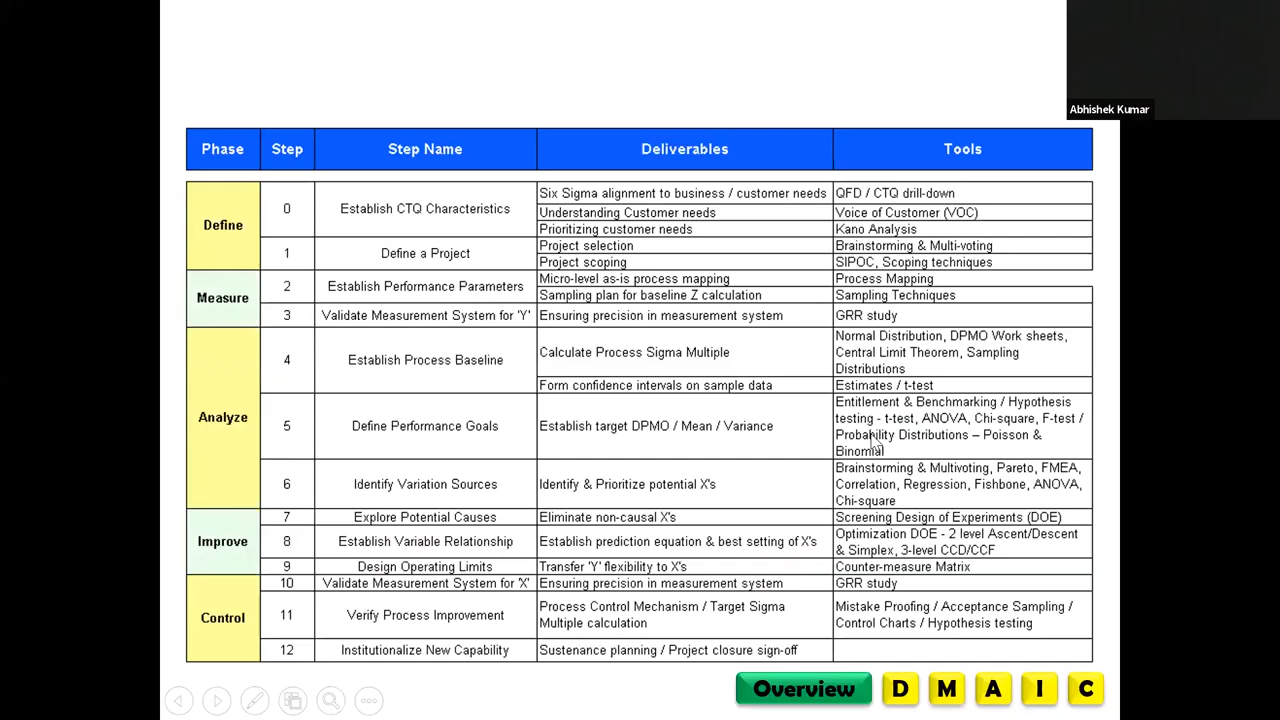 Abhishek Kumar
Phase Step Step Name Deliverables Tools
Define
0 Establish CTQ Characteristics
Six Sigma alignment to business / customer needs QFD / CTQ drill-down
Understanding Customer needs Voice of Customer (VOC)
Prioritizing customer needs Kano Analysis
1 Define a Project
Project selection Brainstorming & Multi-voting
Project scoping SIPOC, Scoping techniques
Measure
2 Establish Performance Parameters
Micro-level as-is process mapping Process Mapping
Sampling plan for baseline Z calculation Sampling Techniques
3 Validate Measurement System for 'Y' Ensuring precision in measurement system GRR study
Analyze
4 Establish Process Baseline
Calculate Process Sigma Multiple
Normal Distribution, DPMO Work sheets,
Central Limit Theorem, Sampling
Distributions
Form confidence intervals on sample data Estimates / t-test
5 Define Performance Goals Establish target DPMO / Mean / Variance
Entitlement & Benchmarking / Hypothesis
testing - t-test, ANOVA, Chi-square, F-test /
Probability Distributions – Poisson &
Binomial
6 Identify Variation Sources Identify & Prioritize potential X's
Brainstorming & Multivoting, Pareto, FMEA,
Correlation, Regression, Fishbone, ANOVA,
Chi-square
Improve
7 Explore Potential Causes Eliminate non-causal X's Screening Design of Experiments (DOE)
8 Establish Variable Relationship Establish prediction equation & best setting of X's
Optimization DOE - 2 level Ascent/Descent
& Simplex, 3-level CCD/CCF
9 Design Operating Limits Transfer 'Y' flexibility to X's Counter-measure Matrix
Control
10 Validate Measurement System for 'X' Ensuring precision in measurement system GRR study
11 Verify Process Improvement
Process Control Mechanism / Target Sigma
Multiple calculation
Mistake Proofing / Acceptance Sampling /
Control Charts / Hypothesis testing
12 Institutionalize New Capability Sustenance planning / Project closure sign-off
Overview D M A I C